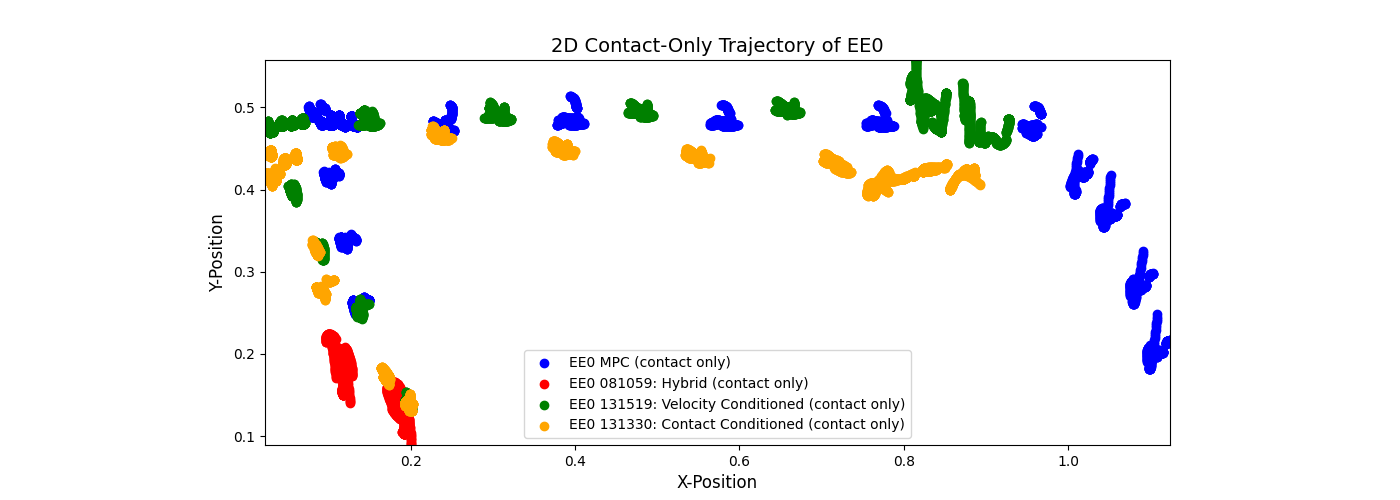 2D Contact-Only Trajectory of EE0
Y-Position
0.5
0.4
0.3
0.2
0.1
EE0 MPC (contact only)
EE0 081059: Hybrid (contact only)
EE0 131519: Velocity Conditioned (contact only)
EE0 131330: Contact Conditioned (contact only)
0.2 0.4 0.6 0.8 1.0
X-Position